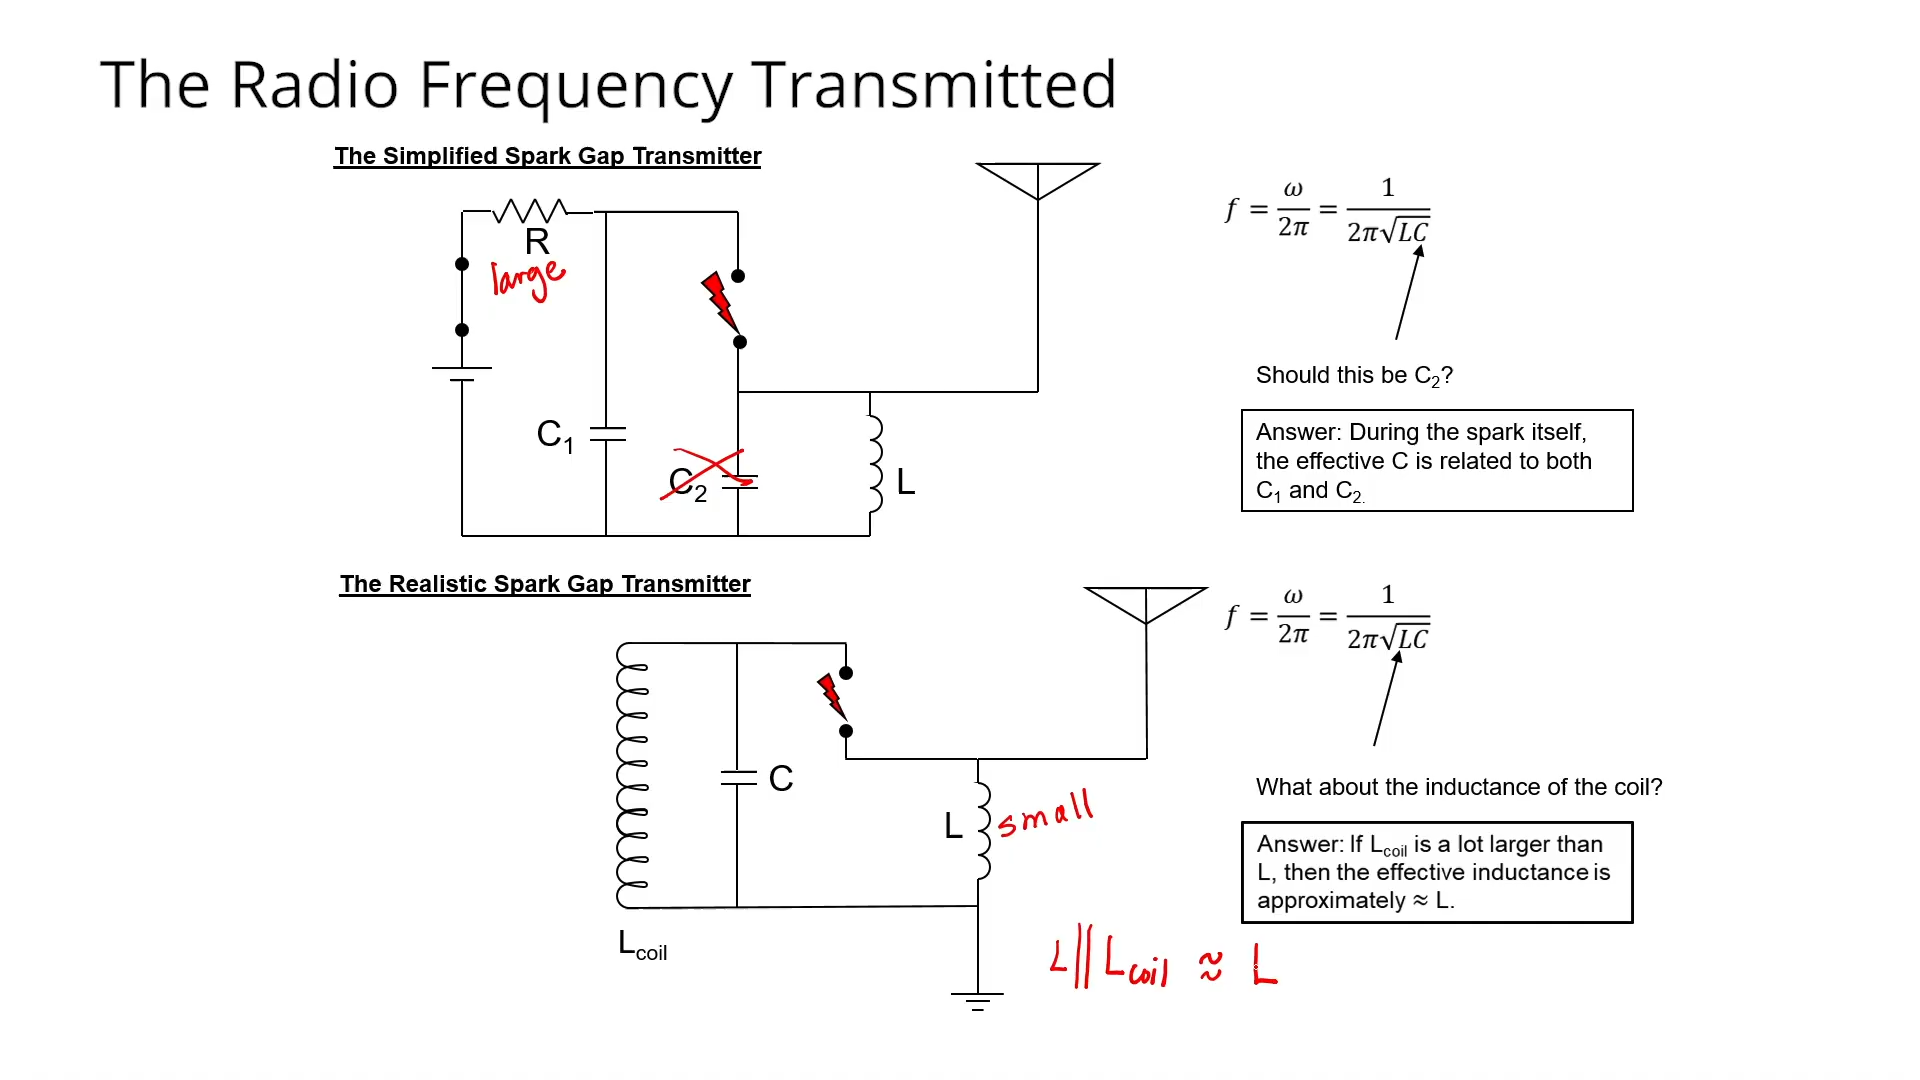 The Radio Frequency Transmitted
The Simplified Spark Gap Transmitter
R
large
C₁
C₂
L
f = ω/2π = 1/2π√LC
Should this be C₂?
Answer: During the spark itself,
the effective C is related to both
C₁ and C₂.
The Realistic Spark Gap Transmitter
C
L
small
L_coil
f = ω/2π = 1/2π√LC
What about the inductance of the coil?
Answer: If L_coil is a lot larger than
L, then the effective inductance is
approximately ≈ L.
L || L_coil ≈ L